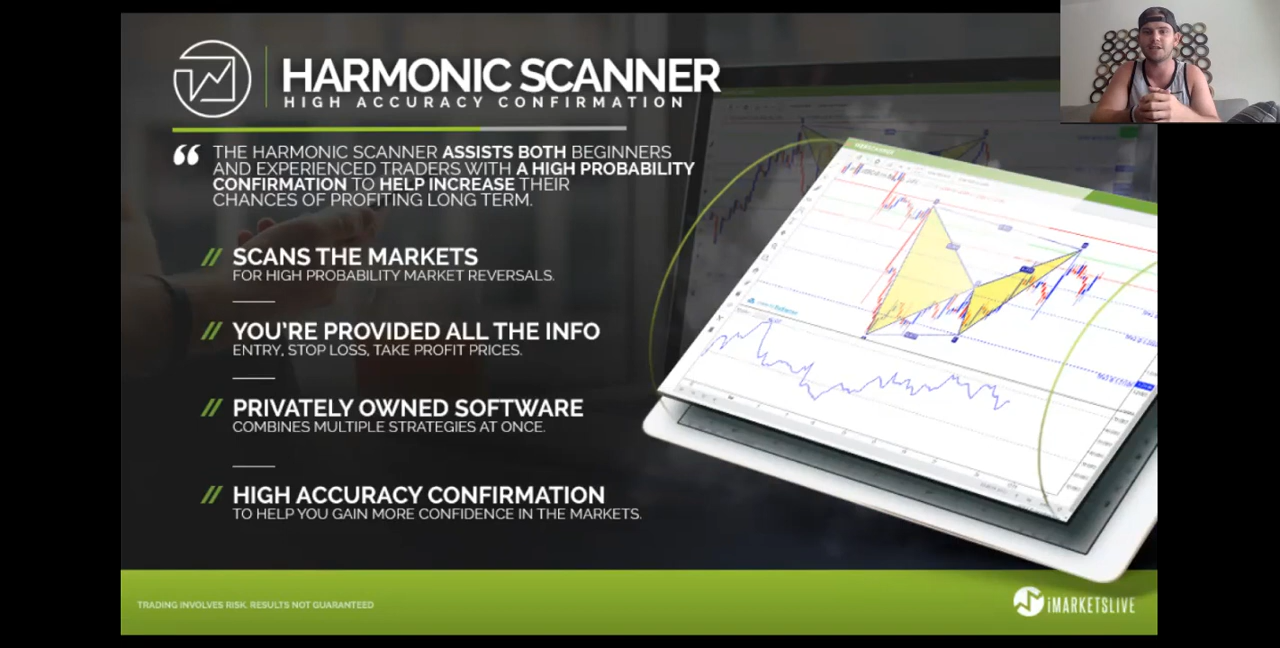 HARMONIC SCANNER
HIGH ACCURACY CONFIRMATION
“ THE HARMONIC SCANNER ASSISTS BOTH BEGINNERS
AND EXPERIENCED TRADERS WITH A HIGH PROBABILITY
CONFIRMATION TO HELP INCREASE THEIR
CHANCES OF PROFITING LONG TERM.
// SCANS THE MARKETS
FOR HIGH PROBABILITY MARKET REVERSALS.
// YOU'RE PROVIDED ALL THE INFO
ENTRY, STOP LOSS, TAKE PROFIT PRICES.
// PRIVATELY OWNED SOFTWARE
COMBINES MULTIPLE STRATEGIES AT ONCE.
// HIGH ACCURACY CONFIRMATION
TO HELP YOU GAIN MORE CONFIDENCE IN THE MARKETS.
TRADING INVOLVES RISK. RESULTS NOT GUARANTEED
iMARKETSLIVE